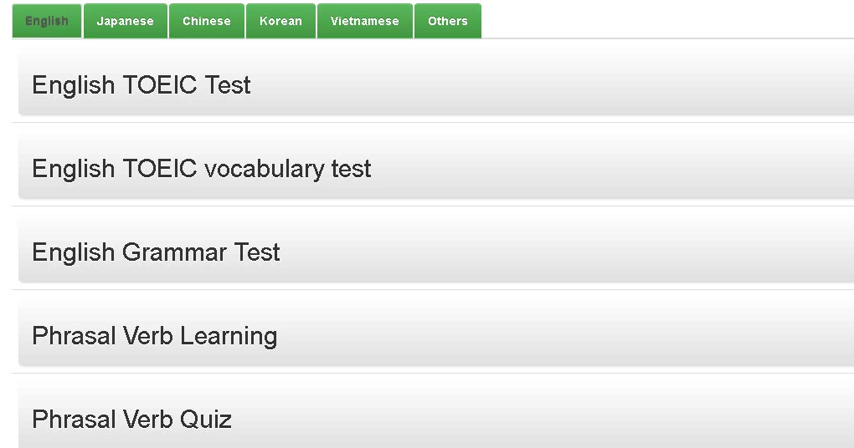 English Japanese Chinese Korean Vietnamese Others
English TOEIC Test
English TOEIC vocabulary test
English Grammar Test
Phrasal Verb Learning
Phrasal Verb Quiz